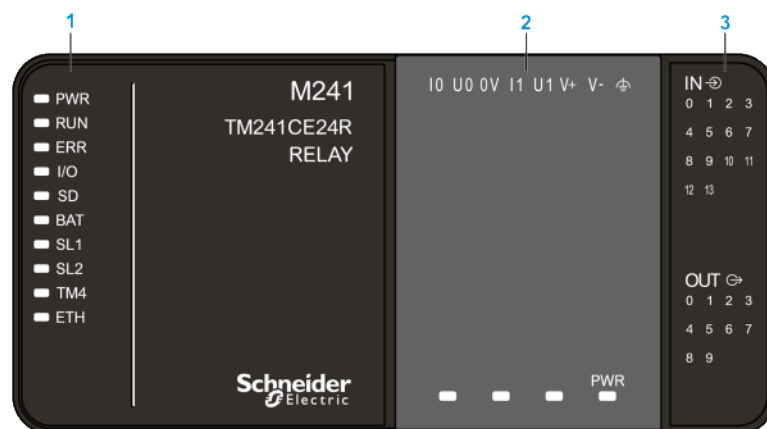 1 2 3
PWR
RUN
ERR
I/O
SD
BAT
SL1
SL2
TM4
ETH
M241
TM241CE24R
RELAY
Schneider
Electric
I0 U0 0V I1 U1 V+ V-
PWR
IN
0 1 2 3
4 5 6 7
8 9 10 11
12 13
OUT
0 1 2 3
4 5 6 7
8 9